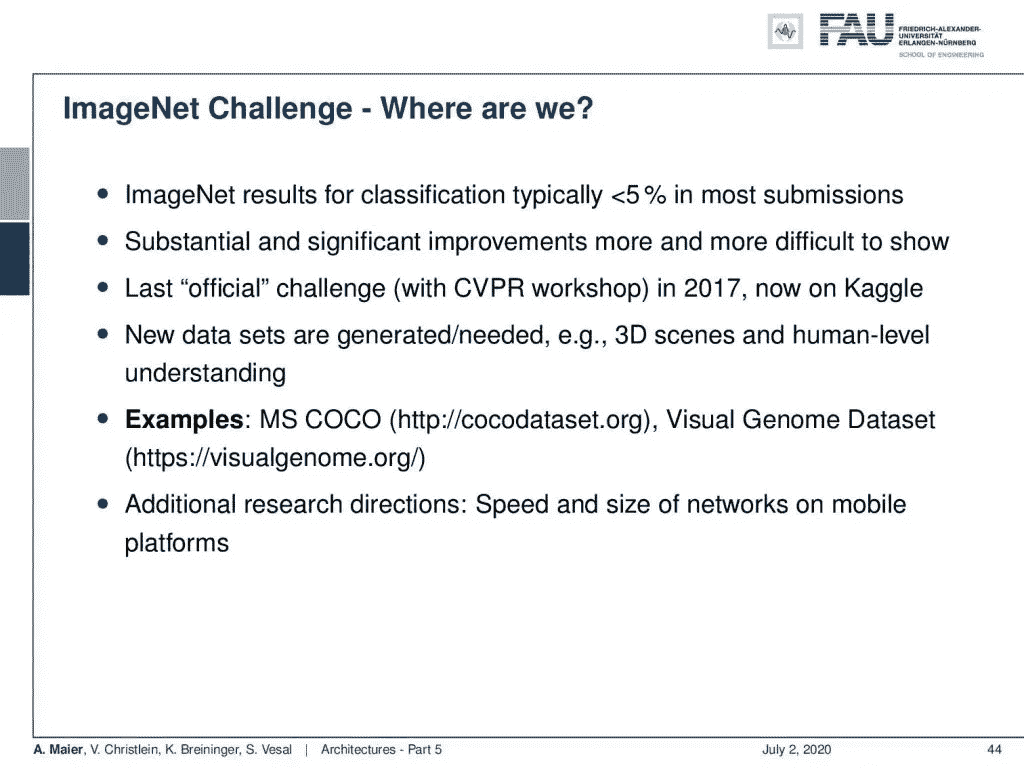 FAU
FRIEDRICH-ALEXANDER-
UNIVERSITÄT
ERLANGEN-NÜRNBERG
SCHOOL OF ENGINEERING
ImageNet Challenge - Where are we?
• ImageNet results for classification typically <5 % in most submissions
• Substantial and significant improvements more and more difficult to show
• Last “official” challenge (with CVPR workshop) in 2017, now on Kaggle
• New data sets are generated/needed, e.g., 3D scenes and human-level
understanding
• Examples: MS COCO (http://cocodataset.org), Visual Genome Dataset
(https://visualgenome.org/)
• Additional research directions: Speed and size of networks on mobile
platforms
A. Maier, V. Christlein, K. Breininger, S. Vesal | Architectures - Part 5 July 2, 2020 44